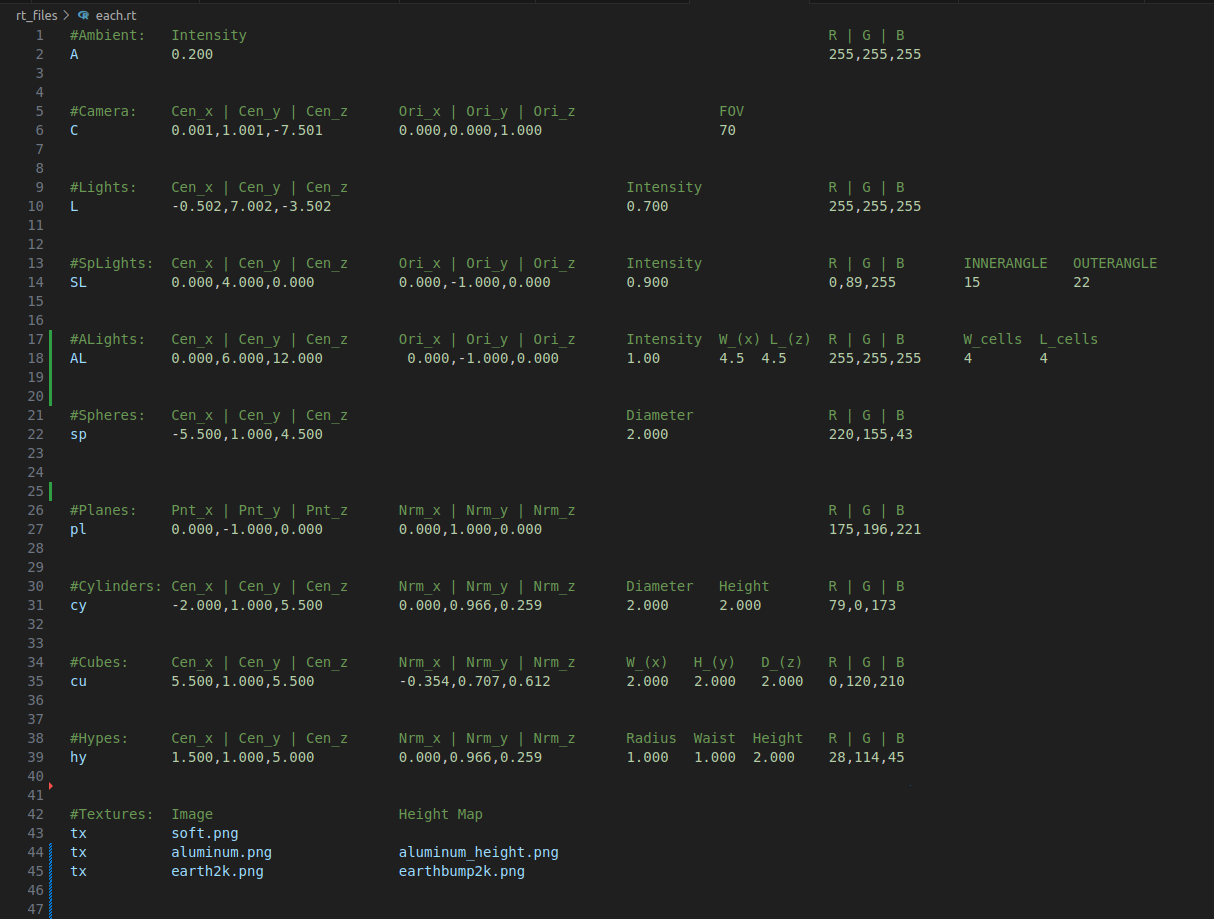 rt_files > each.rt
1 #Ambient: Intensity R | G | B
2 A 0.200 255,255,255
3
4
5 #Camera: Cen_x | Cen_y | Cen_z Ori_x | Ori_y | Ori_z FOV
6 C 0.001,1.001,-7.501 0.000,0.000,1.000 70
7
8
9 #Lights: Cen_x | Cen_y | Cen_z Intensity R | G | B
10 L -0.502,7.002,-3.502 0.700 255,255,255
11
12
13 #SpLights: Cen_x | Cen_y | Cen_z Ori_x | Ori_y | Ori_z Intensity R | G | B INNERANGLE OUTERANGLE
14 SL 0.000,4.000,0.000 0.000,-1.000,0.000 0.900 0,89,255 15 22
15
16
17 #ALights: Cen_x | Cen_y | Cen_z Ori_x | Ori_y | Ori_z Intensity W_(x) L_(z) R | G | B W_cells L_cells
18 AL 0.000,6.000,12.000 0.000,-1.000,0.000 1.00 4.5 4.5 255,255,255 4 4
19
20
21 #Spheres: Cen_x | Cen_y | Cen_z Diameter R | G | B
22 sp -5.500,1.000,4.500 2.000 220,155,43
23
24
25
26 #Planes: Pnt_x | Pnt_y | Pnt_z Nrm_x | Nrm_y | Nrm_z R | G | B
27 pl 0.000,-1.000,0.000 0.000,1.000,0.000 175,196,221
28
29
30 #Cylinders: Cen_x | Cen_y | Cen_z Nrm_x | Nrm_y | Nrm_z Diameter Height R | G | B
31 cy -2.000,1.000,5.500 0.000,0.966,0.259 2.000 2.000 79,0,173
32
33
34 #Cubes: Cen_x | Cen_y | Cen_z Nrm_x | Nrm_y | Nrm_z W_(x) H_(y) D_(z) R | G | B
35 cu 5.500,1.000,5.500 -0.354,0.707,0.612 2.000 2.000 2.000 0,120,210
36
37
38 #Hypes: Cen_x | Cen_y | Cen_z Nrm_x | Nrm_y | Nrm_z Radius Waist Height R | G | B
39 hy 1.500,1.000,5.000 0.000,0.966,0.259 1.000 1.000 2.000 28,114,45
40
41
42 #Textures: Image Height Map
43 tx soft.png
44 tx aluminum.png aluminum_height.png
45 tx earth2k.png earthbump2k.png
46
47